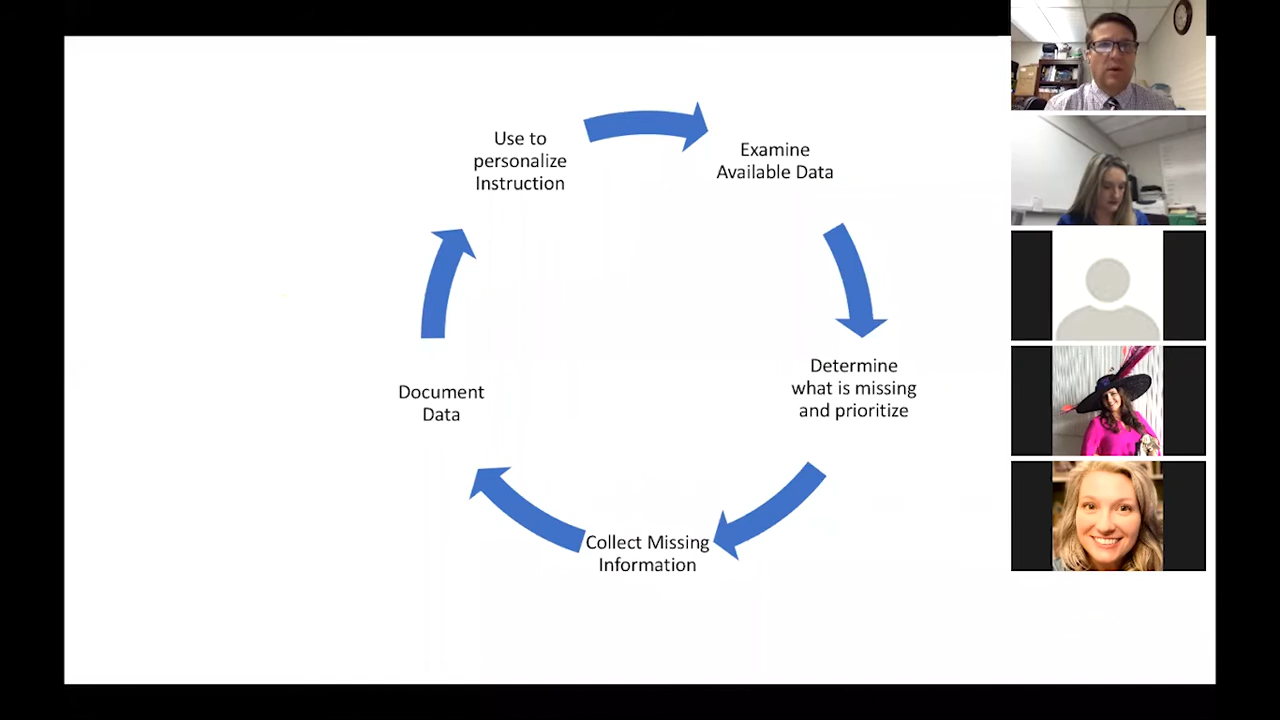 Use to
personalize
Instruction
Examine
Available Data
Determine
what is missing
and prioritize
Collect Missing
Information
Document
Data